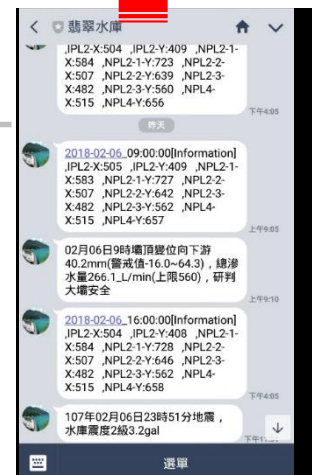 翡翠水庫
,IPL2-X:504 ,IPL2-Y:409 ,NPL2-1-
X:584 ,NPL2-1-Y:723 ,NPL2-2-
X:507 ,NPL2-2-Y:639 ,NPL2-3-
X:482 ,NPL2-3-Y:560 ,NPL4-
X:515 ,NPL4-Y:656
下午4:05
昨天
2018-02-06_09:00:00[Information]
,IPL2-X:505 ,IPL2-Y:409 ,NPL2-1-
X:583 ,NPL2-1-Y:727 ,NPL2-2-
X:507 ,NPL2-2-Y:642 ,NPL2-3-
X:482 ,NPL2-3-Y:562 ,NPL4-
X:515 ,NPL4-Y:657
上午9:05
02月06日9時壩頂變位向下游
40.2mm(警戒值-16.0~64.3)，總滲
水量266.1_L/min(上限560)，研判
大壩安全
上午9:10
2018-02-06_16:00:00[Information]
,IPL2-X:504 ,IPL2-Y:408 ,NPL2-1-
X:584 ,NPL2-1-Y:728 ,NPL2-2-
X:507 ,NPL2-2-Y:646 ,NPL2-3-
X:482 ,NPL2-3-Y:562 ,NPL4-
X:515 ,NPL4-Y:658
下午4:05
107年02月06日23時51分地震，
水庫震度2級3.2gal
選單